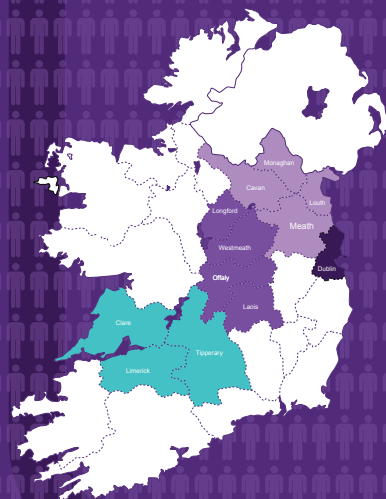 Monaghan
Cavan
Louth
Longford
Meath
Westmeath
Dublin
Offaly
Laois
Clare
Tipperary
Limerick